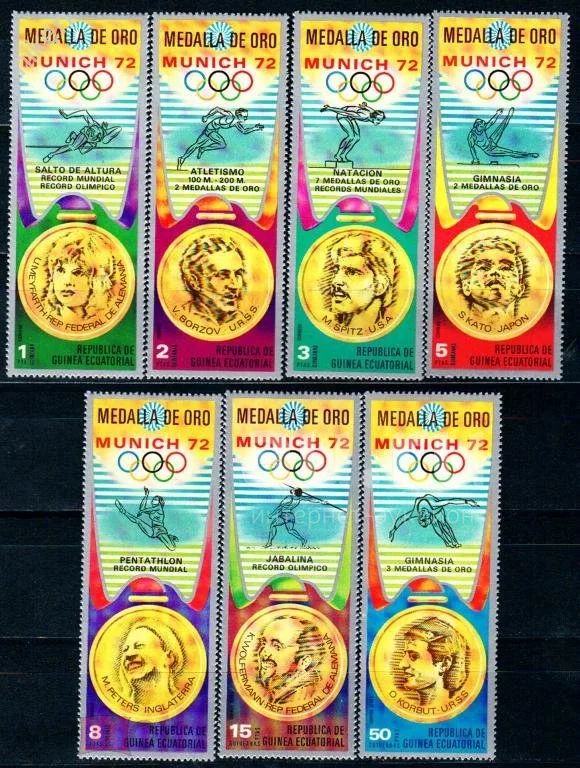 MEDALLA DE ORO
MUNICH 72
SALTO DE ALTURA
RECORD MUNDIAL
RECORD OLIMPICO
U.MEYFARTH REP. FEDERAL DE ALEMANIA
1
REPUBLICA DE
GUINEA ECUATORIAL
MEDALLA DE ORO
MUNICH 72
ATLETISMO
100 M. - 200 M.
2 MEDALLAS DE ORO
V. BORZOV U.R.S.S
2
REPUBLICA DE
GUINEA ECUATORIAL
MEDALLA DE ORO
MUNICH 72
NATACION
7 MEDALLAS DE ORO
RECORDS MUNDIALES
M. SPITZ - U.S.A
3
REPUBLICA DE
GUINEA ECUATORIAL
MEDALLA DE ORO
MUNICH 72
GIMNASIA
2 MEDALLAS DE ORO
S.KATO JAPON
5
REPUBLICA DE
GUINEA ECUATORIAL
MEDALLA DE ORO
MUNICH 72
PENTATHLON
RECORD MUNDIAL
M. PETERS INGLATERRA
8
REPUBLICA DE
GUINEA ECUATORIAL
MEDALLA DE ORO
MUNICH 72
JABALINA
RECORD OLIMPICO
K.WOLFERMANN REP. FEDERAL DE ALEMANIA
15
REPUBLICA DE
GUINEA ECUATORIAL
MEDALLA DE ORO
MUNICH 72
GIMNASIA
3 MEDALLAS DE ORO
O. KORBUT - U.R.S.S
50
REPUBLICA DE
GUINEA ECUATORIAL